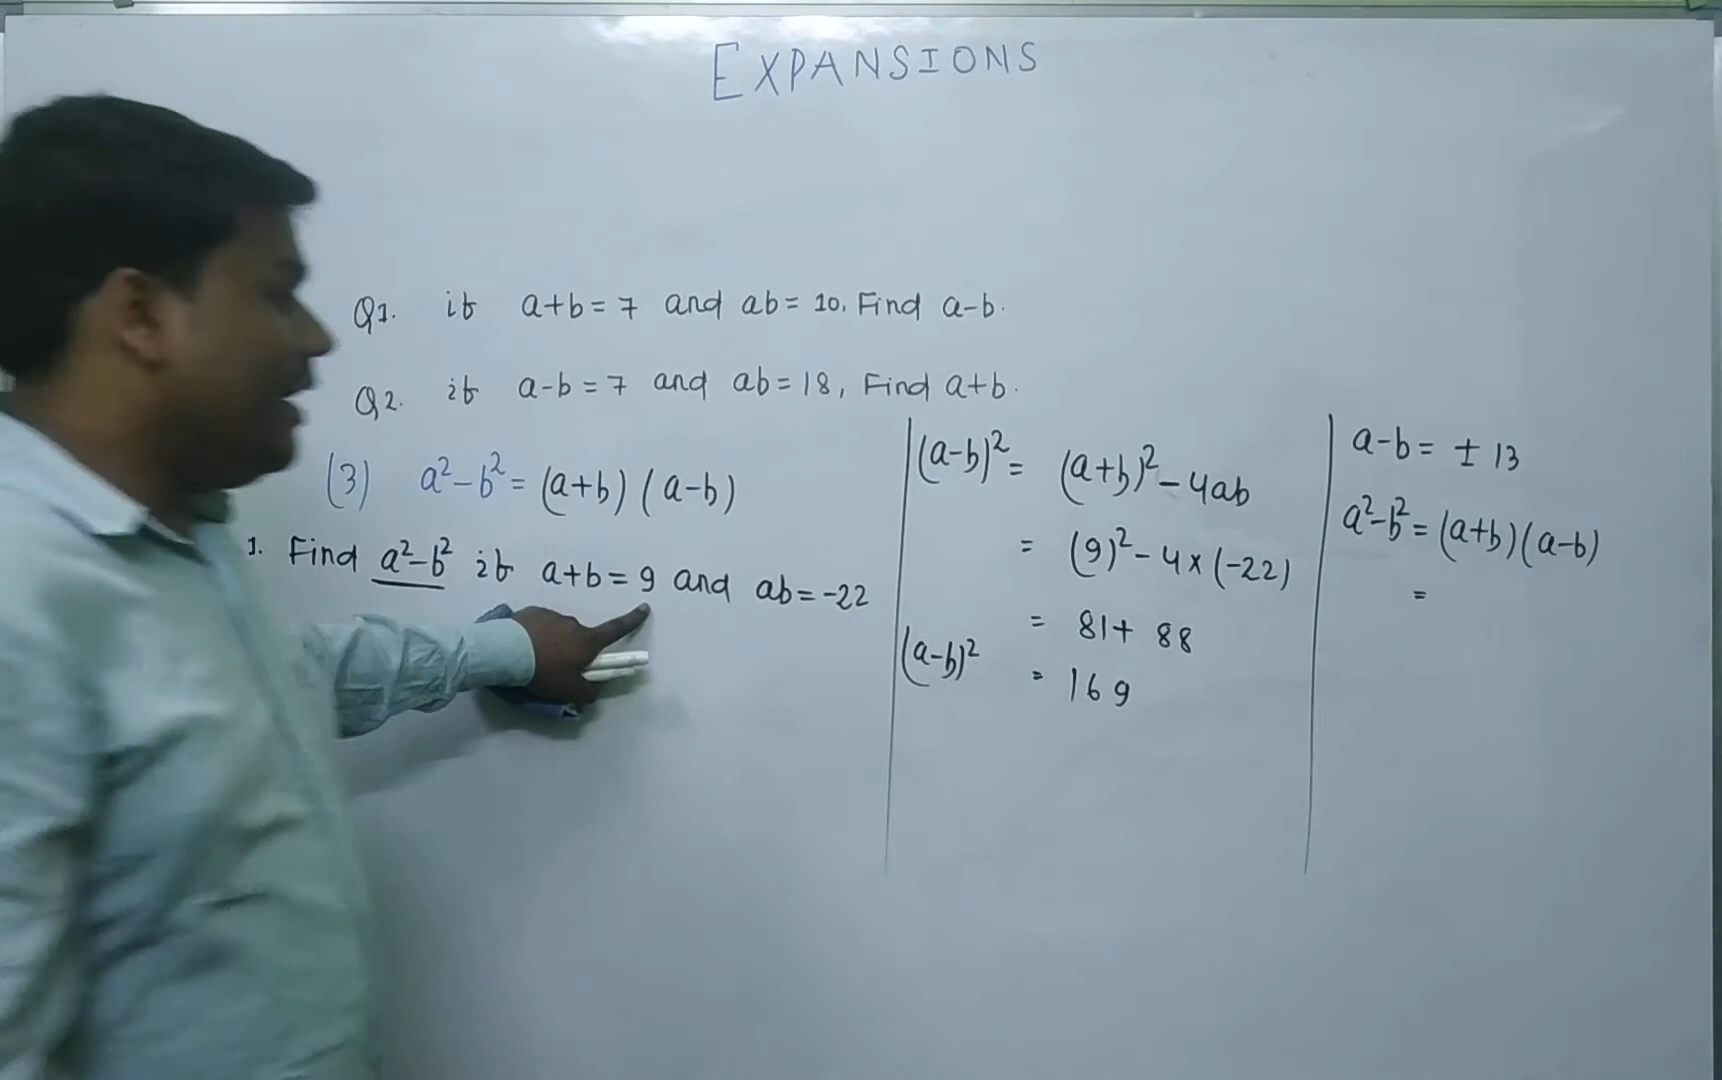 EXPANSIONS
Q1. if a+b= 7 and ab= 10. Find a-b.
Q2. if a-b=7 and ab=18, Find a+b.
(3) a²-b²= (a+b) (a-b)
1. Find a²-b² if a+b=9 and ab=-22
(a-b)²= (a+b)²-4ab
= (9)²-4×(-22)
= 81+ 88
(a-b)² = 169
a-b= ± 13
a²-b²=(a+b)(a-b)
=